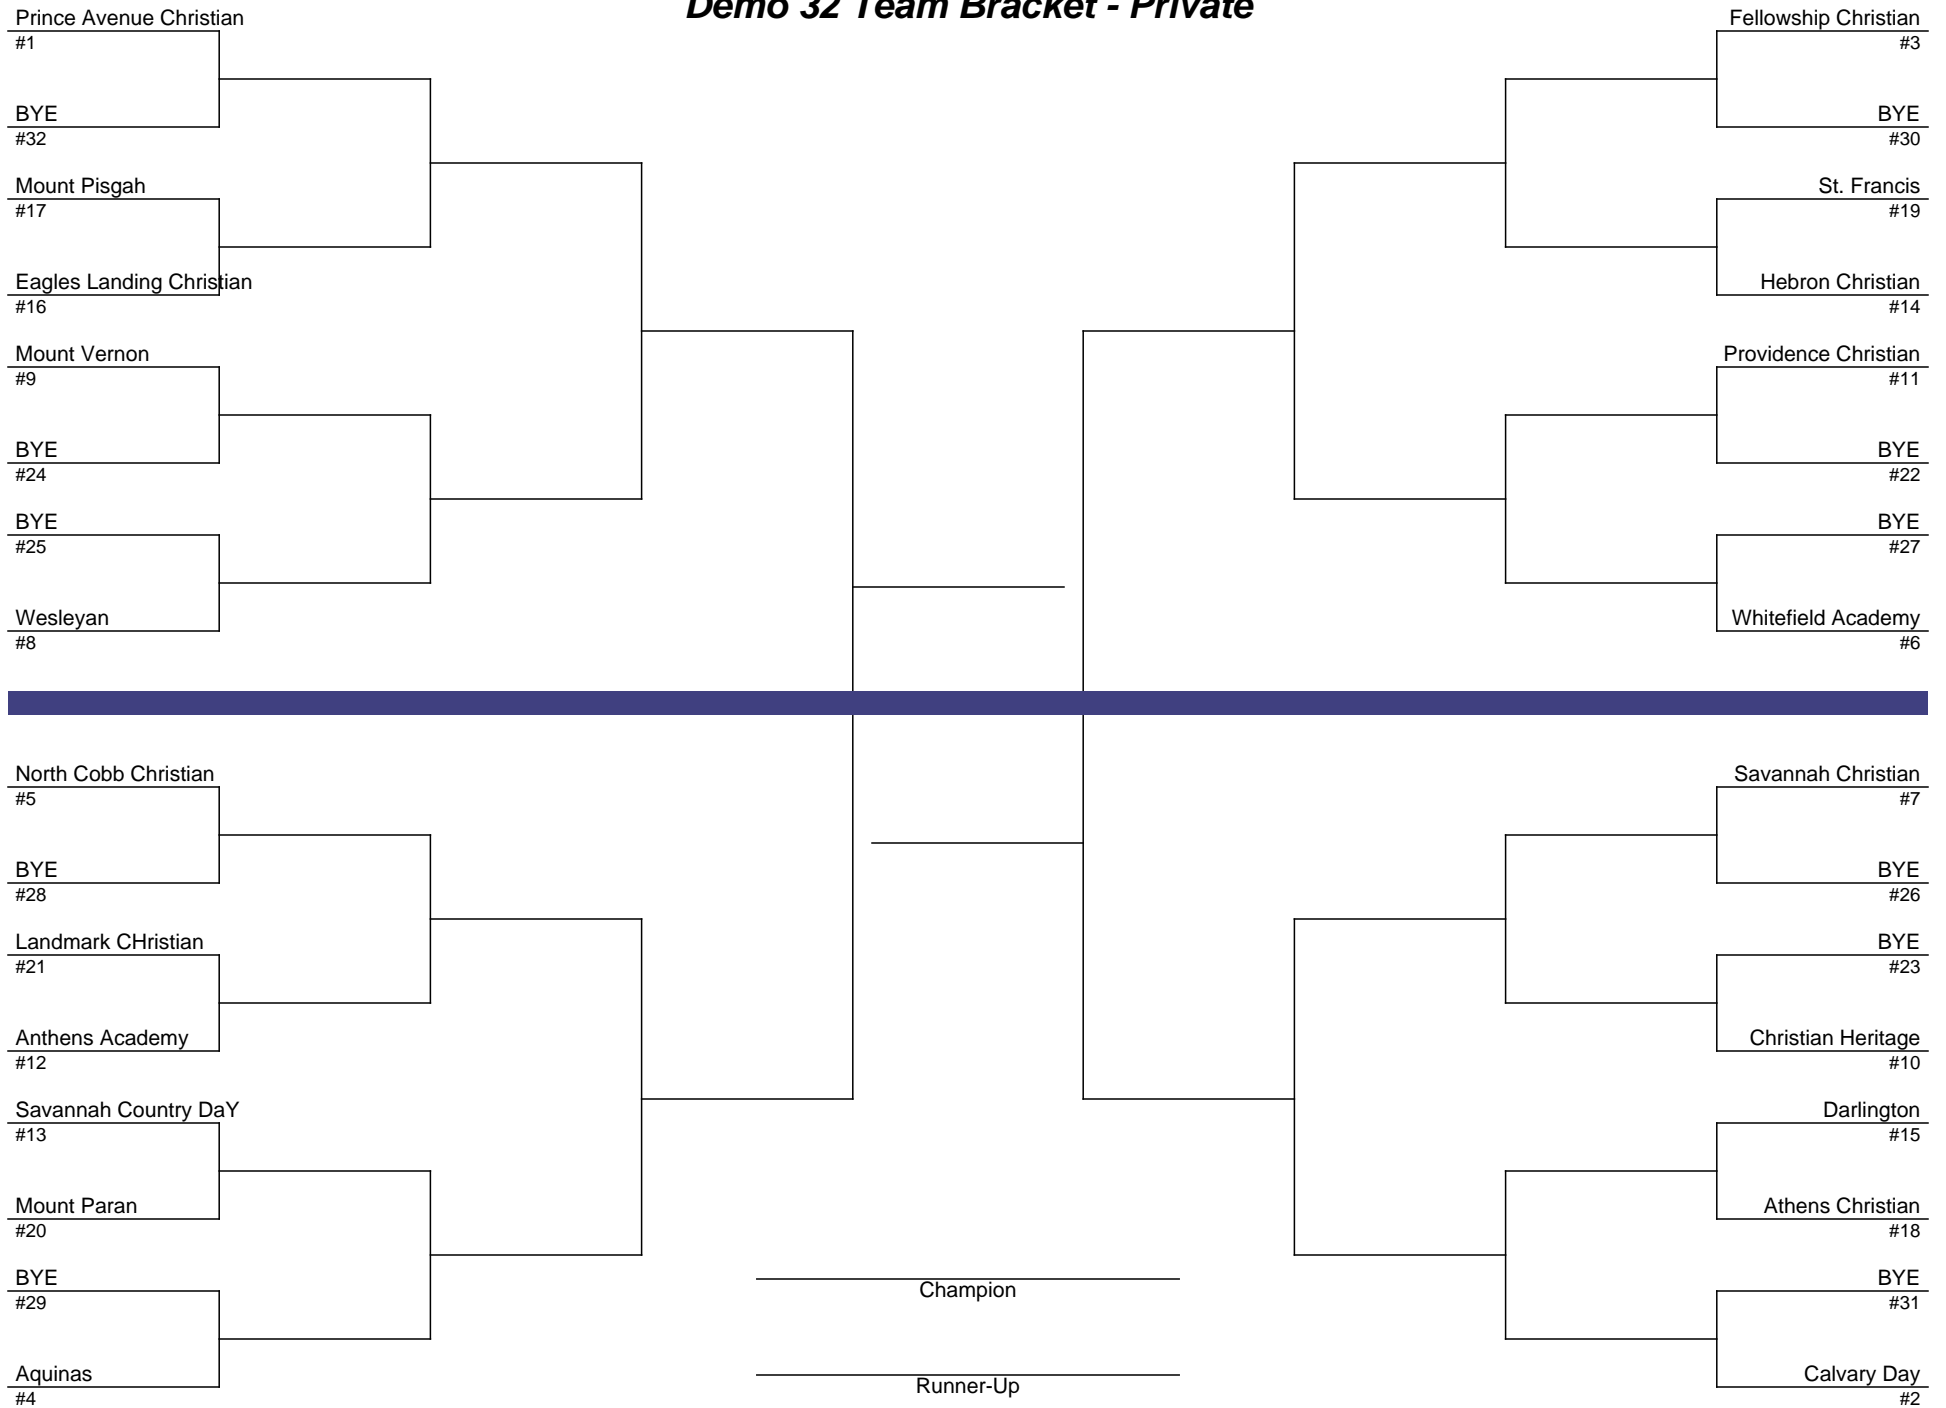 Demo 32 Team Bracket - Private
Prince Avenue Christian
#1
BYE
#32
Mount Pisgah
#17
Eagles Landing Christian
#16
Mount Vernon
#9
BYE
#24
BYE
#25
Wesleyan
#8
North Cobb Christian
#5
BYE
#28
Landmark CHristian
#21
Anthens Academy
#12
Savannah Country DaY
#13
Mount Paran
#20
BYE
#29
Aquinas
#4
Fellowship Christian
#3
BYE
#30
St. Francis
#19
Hebron Christian
#14
Providence Christian
#11
BYE
#22
BYE
#27
Whitefield Academy
#6
Savannah Christian
#7
BYE
#26
BYE
#23
Christian Heritage
#10
Darlington
#15
Athens Christian
#18
BYE
#31
Calvary Day
#2
Champion
Runner-Up